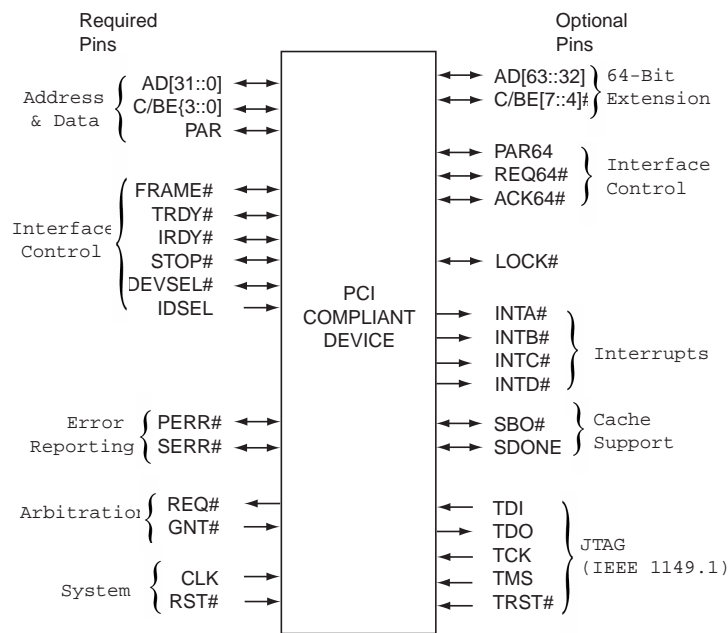 Required
Pins
Address
& Data
AD[31::0]
C/BE{3::0]
PAR
Interface
Control
FRAME#
TRDY#
IRDY#
STOP#
DEVSEL#
IDSEL
Error
Reporting
PERR#
SERR#
Arbitration
REQ#
GNT#
System
CLK
RST#
PCI
COMPLIANT
DEVICE
Optional
Pins
AD[63::32]
C/BE[7::4]#
64-Bit
Extension
PAR64
REQ64#
ACK64#
Interface
Control
LOCK#
INTA#
INTB#
INTC#
INTD#
Interrupts
SBO#
SDONE
Cache
Support
TDI
TDO
TCK
TMS
TRST#
JTAG
(IEEE 1149.1)